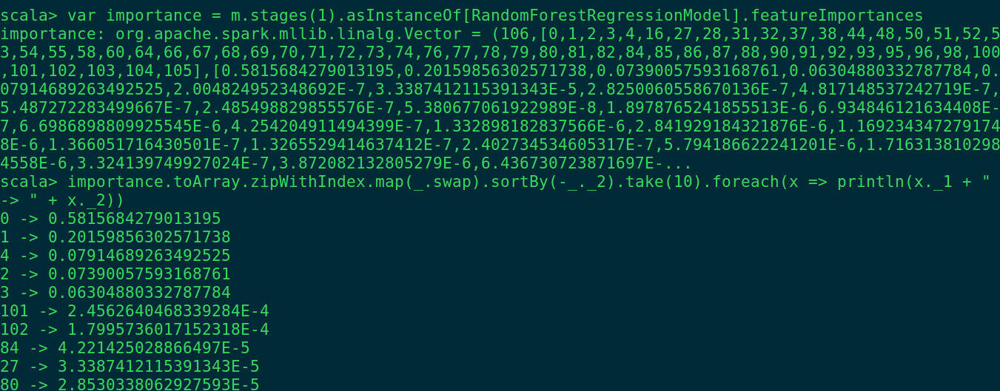 scala> var importance = m.stages(1).asInstanceOf[RandomForestRegressionModel].featureImportances
importance: org.apache.spark.mllib.linalg.Vector = (106,[0,1,2,3,4,16,27,28,31,32,37,38,44,48,50,51,52,5
3,54,55,58,60,64,66,67,68,69,70,71,72,73,74,76,77,78,79,80,81,82,84,85,86,87,88,90,91,92,93,95,96,98,100
,101,102,103,104,105],[0.5815684279013195,0.20159856302571738,0.07390057593168761,0.06304880332787784,0.
07914689263492525,2.004824952348692E-7,3.33874121153913​43E-5,2.8250060558670136E-7,4.817148537242719E-7,
5.487272283499667E-7,2.485498829855576E-7,5.380677061922989E-8,1.8978765241855513E-6,6.934846121634408E-
7,6.6986898809925545E-6,4.2542049114943​99E-7,1.332898182837566E-6,2.841929184321876E-6,1.169234347279174
8E-6,1.366051716430501E-7,1.3265529414637412E-7,2.402734534605317E-7,5.794186622241201E-6,1.716313810298
4558E-6,3.324139749927024E-7,3.872082132805279E-6,6.436730723871697E-...
scala> importance.toArray.zipWithIndex.map(_.swap).sortBy(-_._2).take(10).foreach(x => println(x._1 + "
-> " + x._2))
0 -> 0.5815684279013195
1 -> 0.20159856302571738
4 -> 0.07914689263492525
2 -> 0.07390057593168761
3 -> 0.06304880332787784
101 -> 2.4562640468339284E-4
102 -> 1.7995736017152318E-4
84 -> 4.221425028866497E-5
27 -> 3.3387412115391343E-5
80 -> 2.8530338062927593E-5